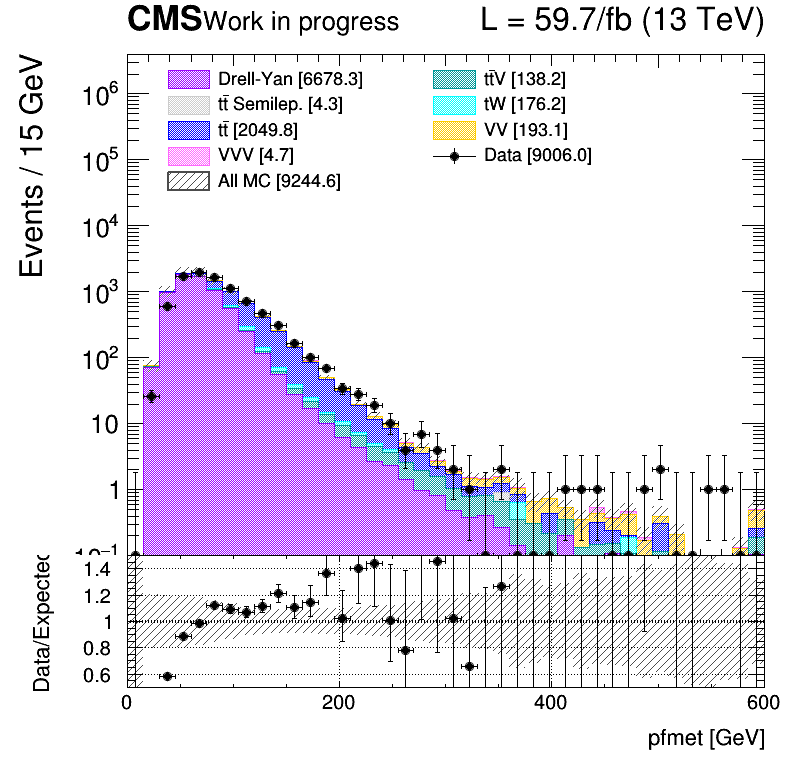 CMS Work in progress L = 59.7/fb (13 TeV)
Events / 15 GeV
Drell-Yan [6678.3]
tt̄ Semilep. [4.3]
tt̄ [2049.8]
VVV [4.7]
All MC [9244.6]
tt̄V [138.2]
tW [176.2]
VV [193.1]
Data [9006.0]
10⁶
10⁵
10⁴
10³
10²
10
1
10⁻¹
Data/Expected
1.4
1.2
1
0.8
0.6
0 200 400 600
pfmet [GeV]